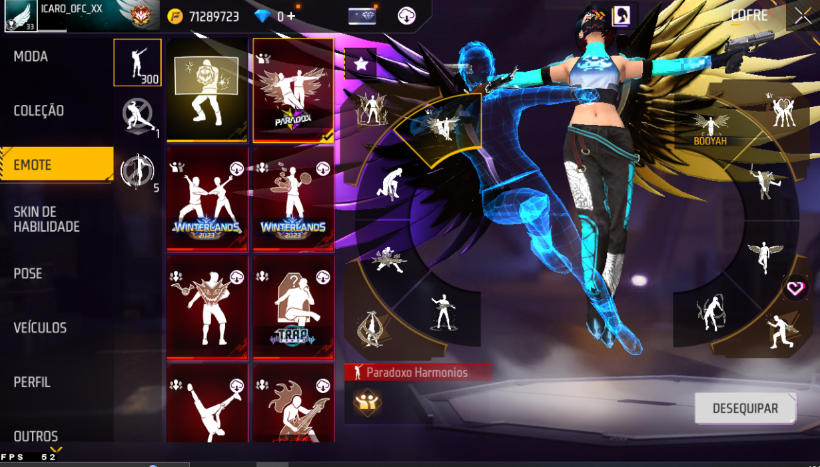 ICARO_OFC_XX
33
71289723
0+
COFRE
MODA
300
COLEÇÃO
1
EMOTE
5
SKIN DE
HABILIDADE
POSE
VEÍCULOS
PERFIL
OUTROS
PARADOX
WINTERLANDS
2023
WINTERLANDS
2023
TRAP
BOOYAH
Paradoxo Harmonios
DESEQUIPAR
FPS 52